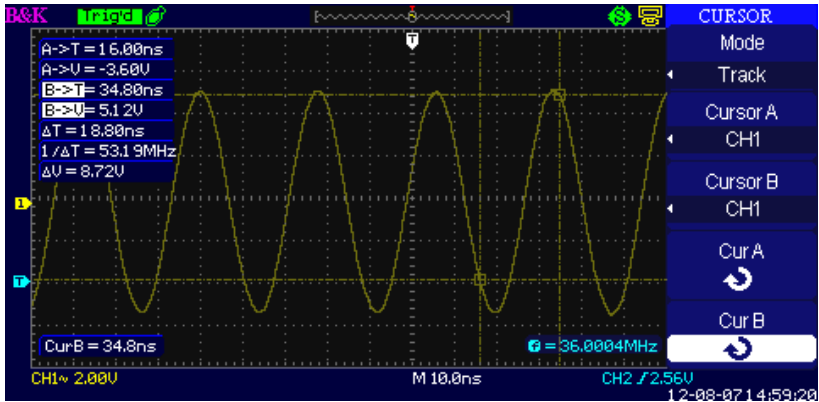 B&K Trig'd T S CURSOR
Mode
Track
Cursor A
CH1
Cursor B
CH1
Cur A
Cur B
A->T = 16.00ns
A->V = -3.60V
B->T = 34.80ns
B->V = 5.12V
ΔT = 18.80ns
1/ΔT = 53.19MHz
ΔV = 8.72V
1
T
CurB = 34.8ns
f = 36.0004MHz
CH1~ 2.00V M 10.0ns CH2 / 2.56V
12-08-07 14:59:20